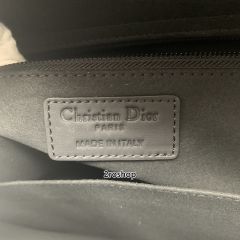 Christian Dior
PARIS
MADE IN ITALY
2roshop